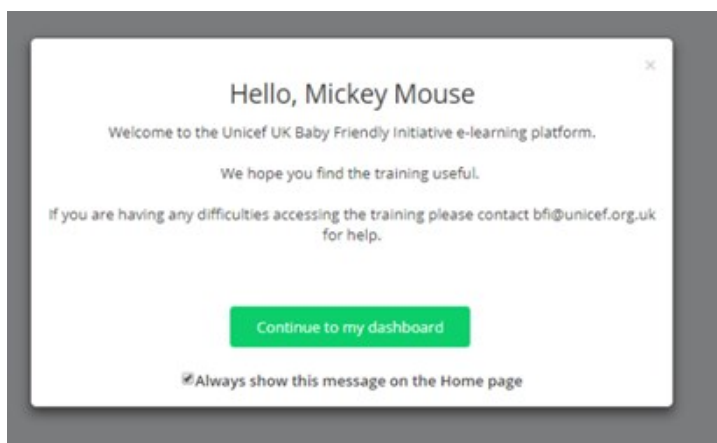 Hello, Mickey Mouse
Welcome to the Unicef UK Baby Friendly Initiative e-learning platform.
We hope you find the training useful.
If you are having any difficulties accessing the training please contact bfi@unicef.org.uk
for help.
Continue to my dashboard
Always show this message on the Home page